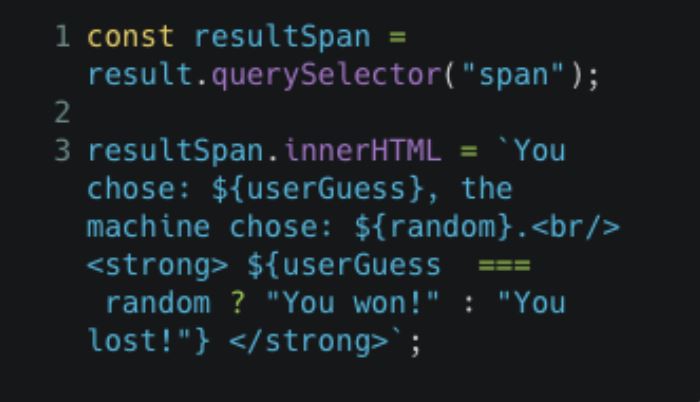 1 const resultSpan =
result.querySelector("span");
2
3 resultSpan.innerHTML = `You
chose: ${userGuess}, the
machine chose: ${random}.<br/>
<strong> ${userGuess  ===
 random ? "You won!" : "You
lost!"} </strong>`;